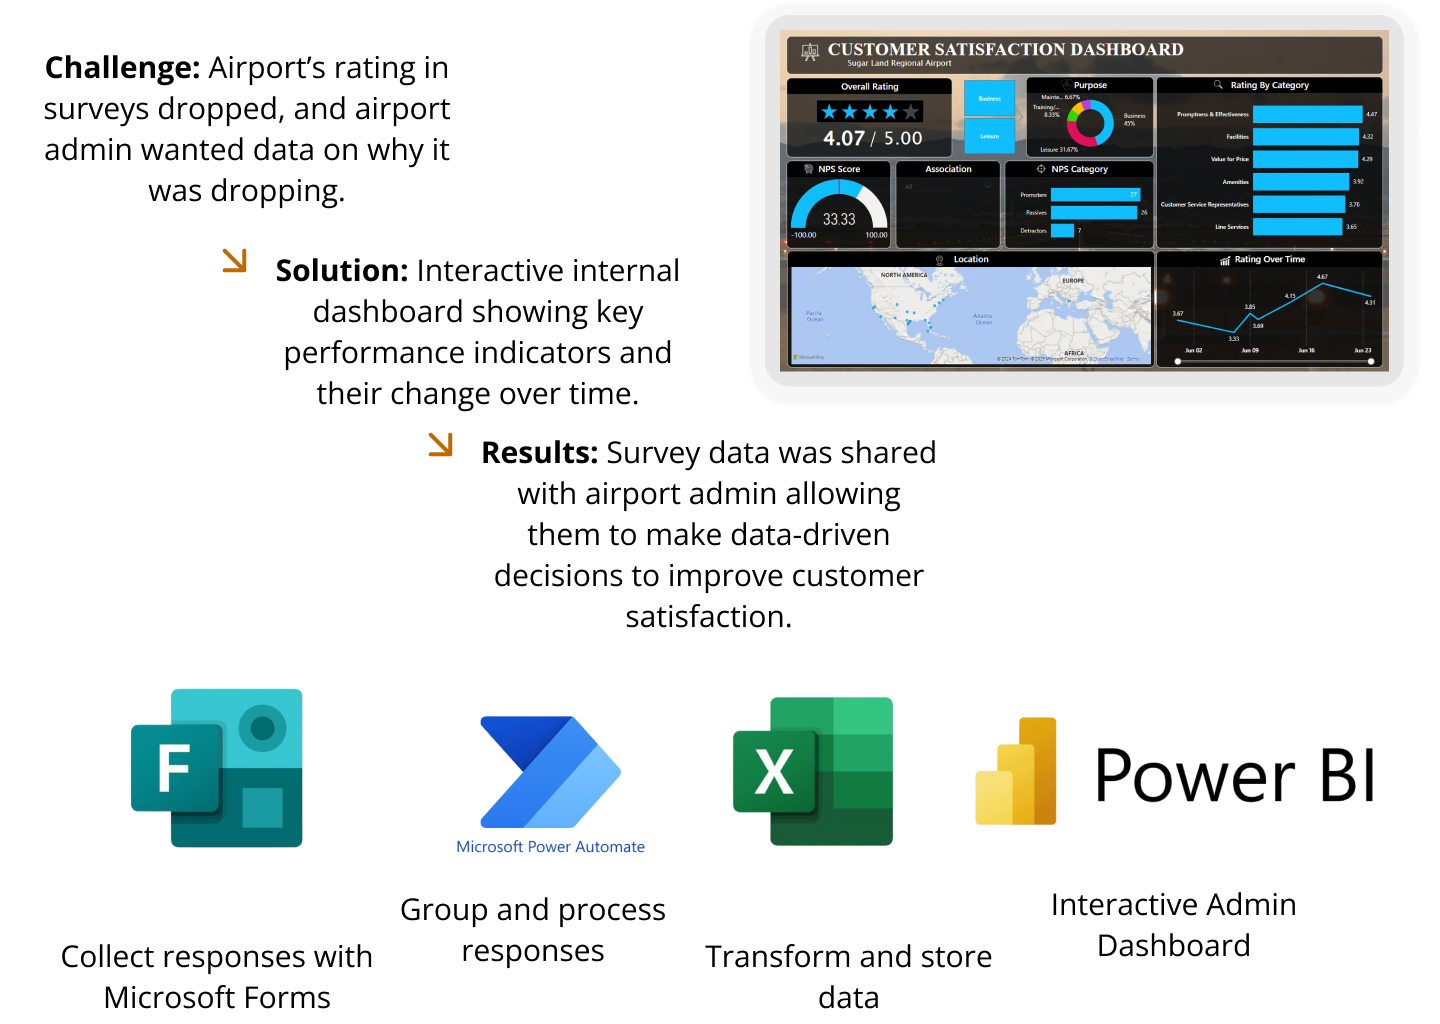 Challenge: Airport’s rating in
surveys dropped, and airport
admin wanted data on why it
was dropping.
Solution: Interactive internal
dashboard showing key
performance indicators and
their change over time.
Results: Survey data was shared
with airport admin allowing
them to make data-driven
decisions to improve customer
satisfaction.
CUSTOMER SATISFACTION DASHBOARD
Sugar Land Regional Airport
Overall Rating
4.07 / 5.00
Business
Leisure
Purpose
Mainte... 6.67%
Training/...
8.33%
Business
45%
Leisure 31.67%
Rating By Category
Promptness & Effectiveness 4.47
Facilities 4.32
Value for Price 4.29
Amenities 3.92
Customer Service Representatives 3.76
Line Services 3.65
NPS Score
33.33
-100.00 100.00
Association
All
NPS Category
Promoters 27
Passives 26
Detractors 7
Location
NORTH AMERICA
EUROPE
Pacific
Ocean
Atlantic
Ocean
AFRICA
Rating Over Time
3.67
3.33
3.85
3.69
4.15
4.67
4.31
Jun 02 Jun 09 Jun 16 Jun 23
F
Microsoft Power Automate
X
Power BI
Collect responses with
Microsoft Forms
Group and process
responses
Transform and store
data
Interactive Admin
Dashboard